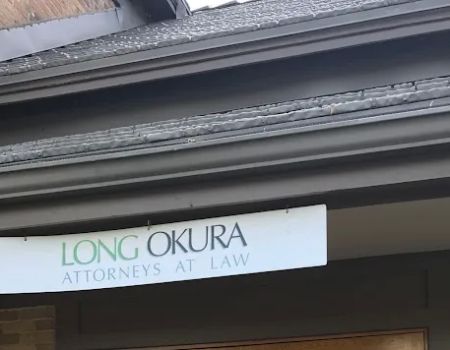 LONG OKURA
ATTORNEYS AT LAW